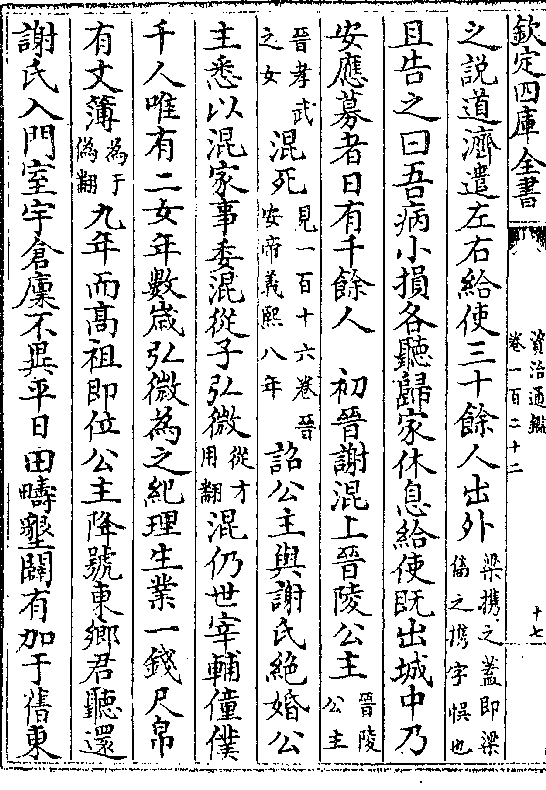 欽定四庫全書
資治通鑑
卷一百二十二
十七
之說道濟遣左右給使三十餘人出外梁擕之蓋即梁儁之擕字悞也
且告之曰吾病小損各聽歸家休息給使既出城中乃
安應募者日有千餘人　初晉謝混上晉陵公主晉陵公主
晉孝武之女混死見一百十六卷晉安帝義熙八年詔公主與謝氏絶婚公
主悉以混家事委混從子弘微從才用翻混仍世宰輔僮僕
千人唯有二女年數嵗弘微為之紀理生業一錢尺帛
有文簿為于偽翻九年而髙祖即位公主降號東鄉君聽還
謝氏入門室宇倉廩不異平日田疇墾闢有加于舊東